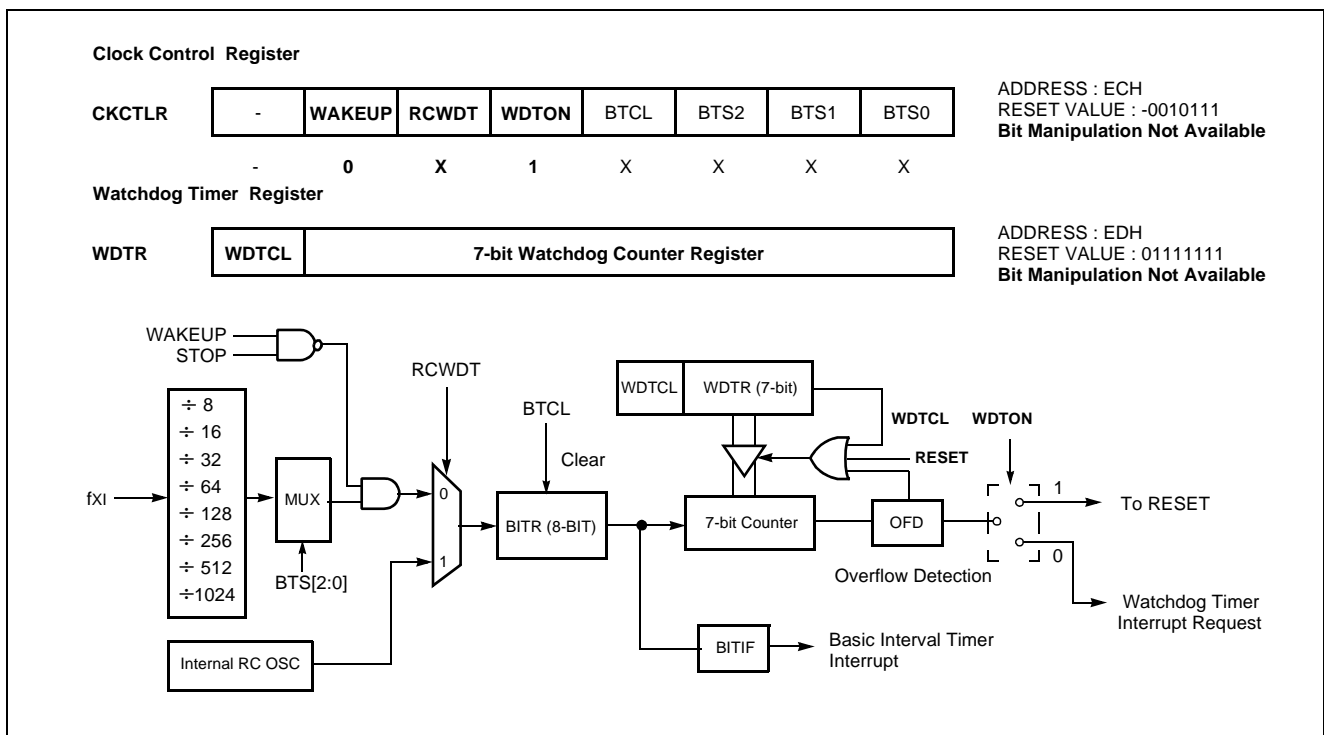 Clock Control Register
CKCTLR - WAKEUP RCWDT WDTON BTCL BTS2 BTS1 BTS0
ADDRESS : ECH
RESET VALUE : -0010111
Bit Manipulation Not Available
- 0 X 1 X X X X
Watchdog Timer Register
WDTR WDTCL 7-bit Watchdog Counter Register
ADDRESS : EDH
RESET VALUE : 01111111
Bit Manipulation Not Available
WAKEUP
STOP
RCWDT
BTCL
Clear
WDTCL WDTR (7-bit)
WDTCL WDTON
RESET
fXI
÷ 8
÷ 16
÷ 32
÷ 64
÷ 128
÷ 256
÷ 512
÷1024
MUX
BTS[2:0]
0
1
BITR (8-BIT)
7-bit Counter
OFD
Overflow Detection
1
To RESET
0
Watchdog Timer
Interrupt Request
Internal RC OSC
BITIF
Basic Interval Timer
Interrupt